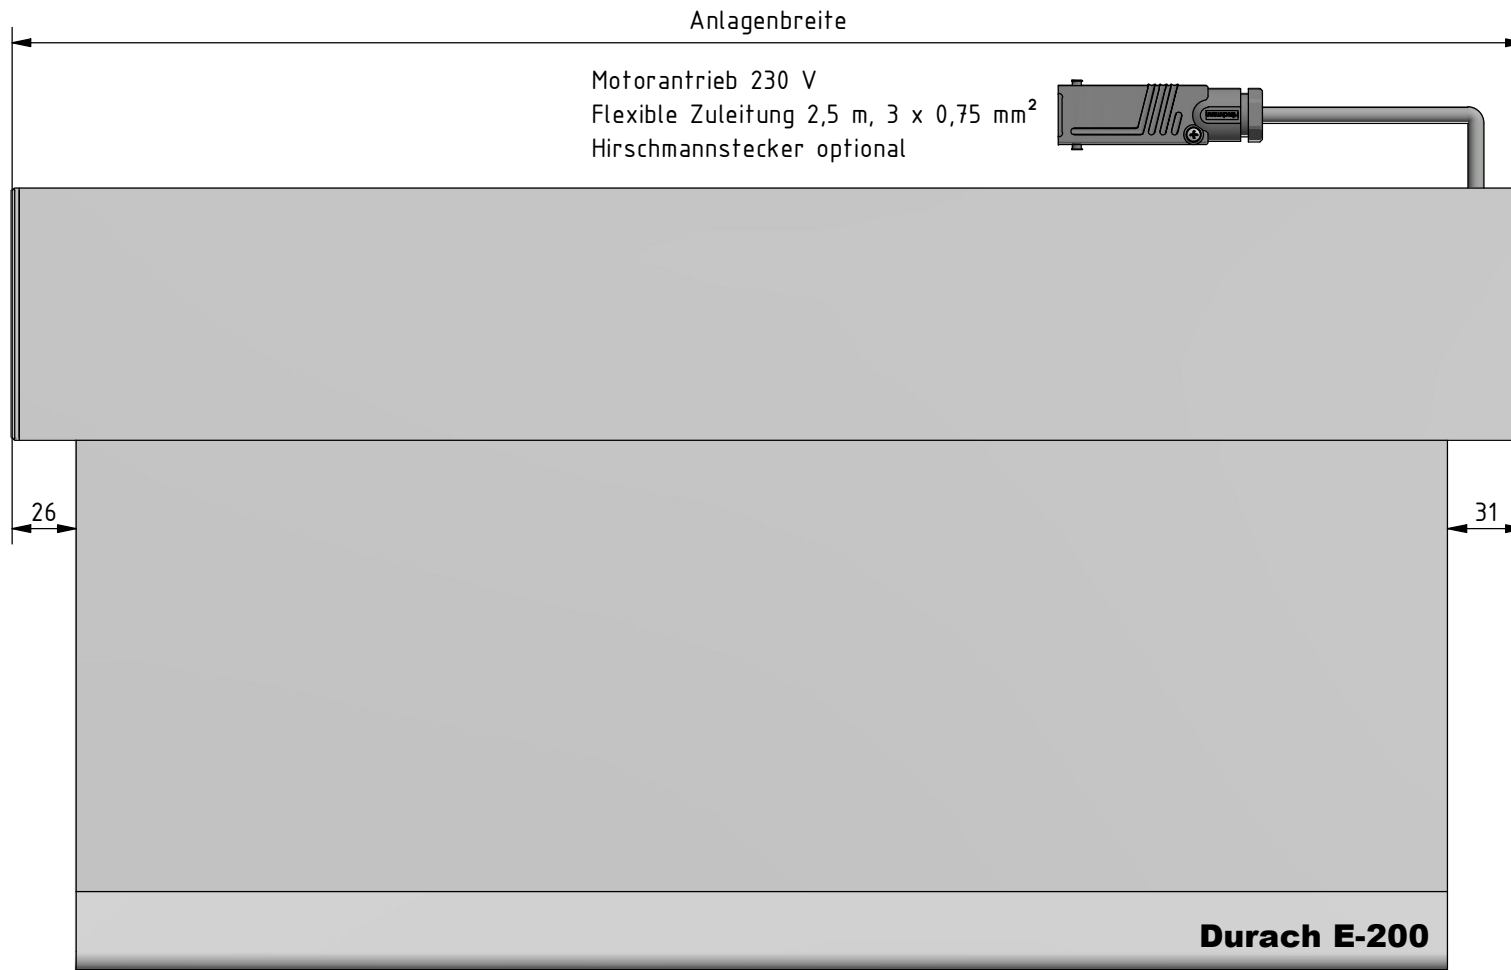 Anlagenbreite
Motorantrieb 230 V
Flexible Zuleitung 2,5 m, 3 x 0,75 mm²
Hirschmannstecker optional
26
31
Durach E-200